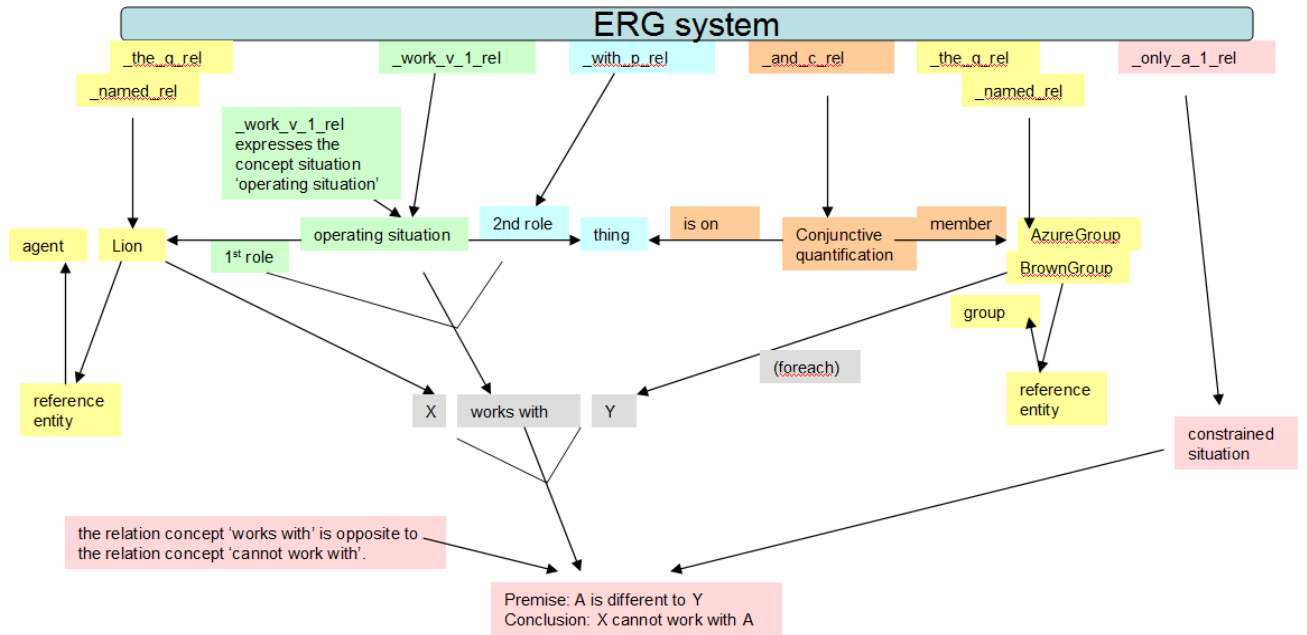 ERG system
_the_q_rel
_named_rel
_work_v_1_rel
_with_p_rel
_and_c_rel
_the_q_rel
_named_rel
_only_a_1_rel
_work_v_1_rel
expresses the
concept situation
‘operating situation’
agent
Lion
1st role
operating situation
2nd role
thing
is on
Conjunctive
quantification
member
AzureGroup
BrownGroup
group
(foreach)
reference
entity
X
works with
Y
reference
entity
constrained
situation
the relation concept ‘works with’ is opposite to
the relation concept ‘cannot work with’.
Premise: A is different to Y
Conclusion: X cannot work with A